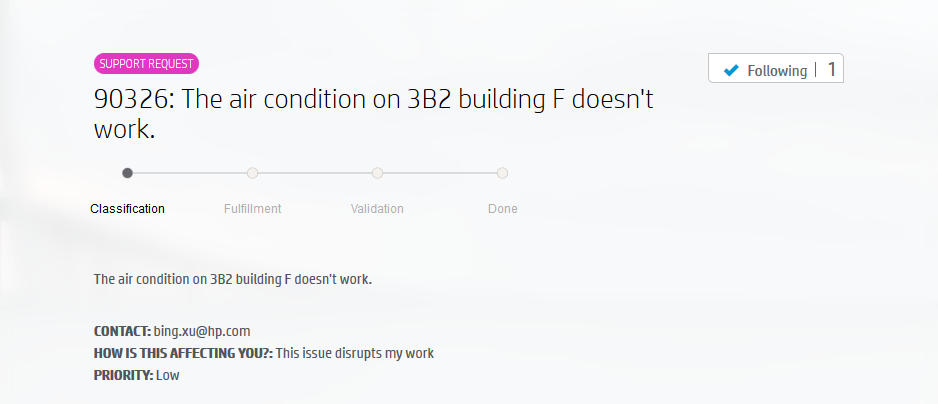 SUPPORT REQUEST
Following | 1
90326: The air condition on 3B2 building F doesn't
work.
Classification Fulfillment Validation Done
The air condition on 3B2 building F doesn't work.
CONTACT: bing.xu@hp.com
HOW IS THIS AFFECTING YOU?: This issue disrupts my work
PRIORITY: Low